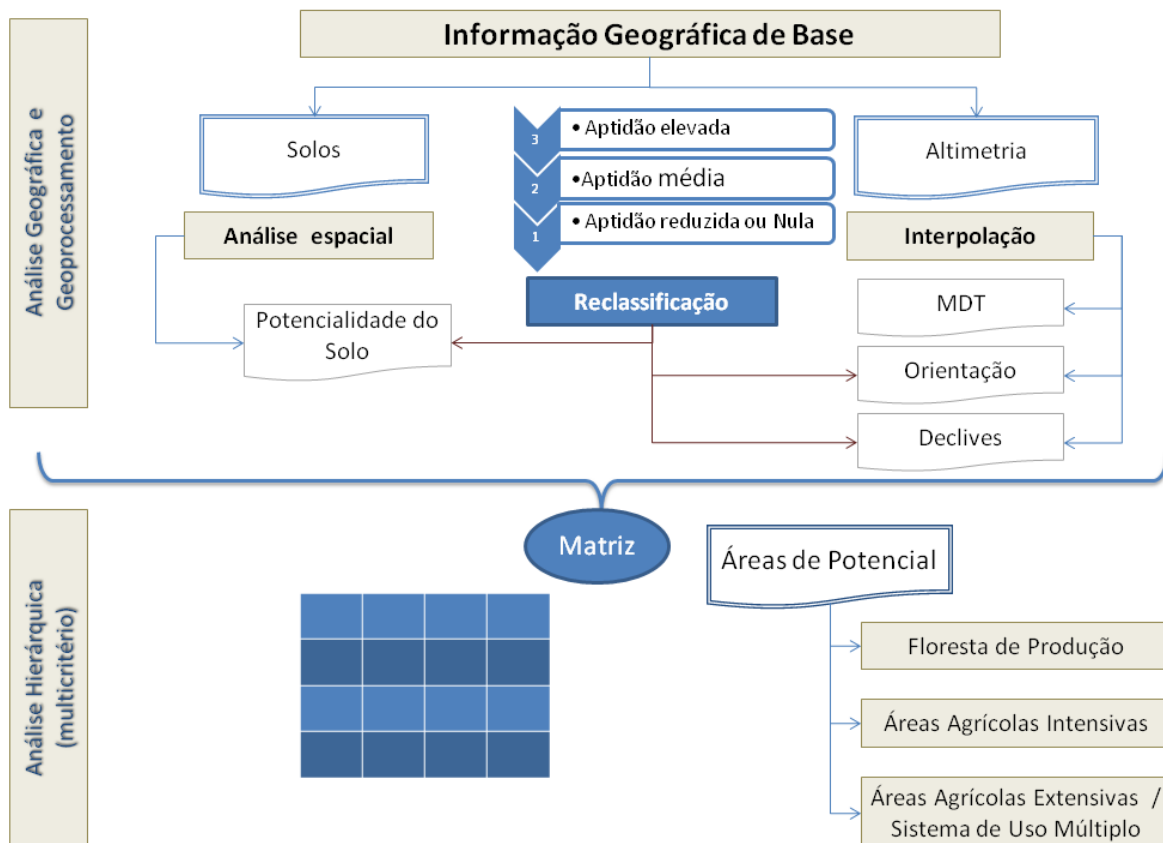 Análise Geográfica e
Geoprocessamento
Informação Geográfica de Base
Solos
3
• Aptidão elevada
2
•Aptidão média
1
• Aptidão reduzida ou Nula
Altimetria
Análise espacial
Interpolação
Reclassificação
Potencialidade do
Solo
MDT
Orientação
Declives
Análise Hierárquica
(multicritério)
Matriz
Áreas de Potencial
Floresta de Produção
Áreas Agrícolas Intensivas
Áreas Agrícolas Extensivas /
Sistema de Uso Múltiplo